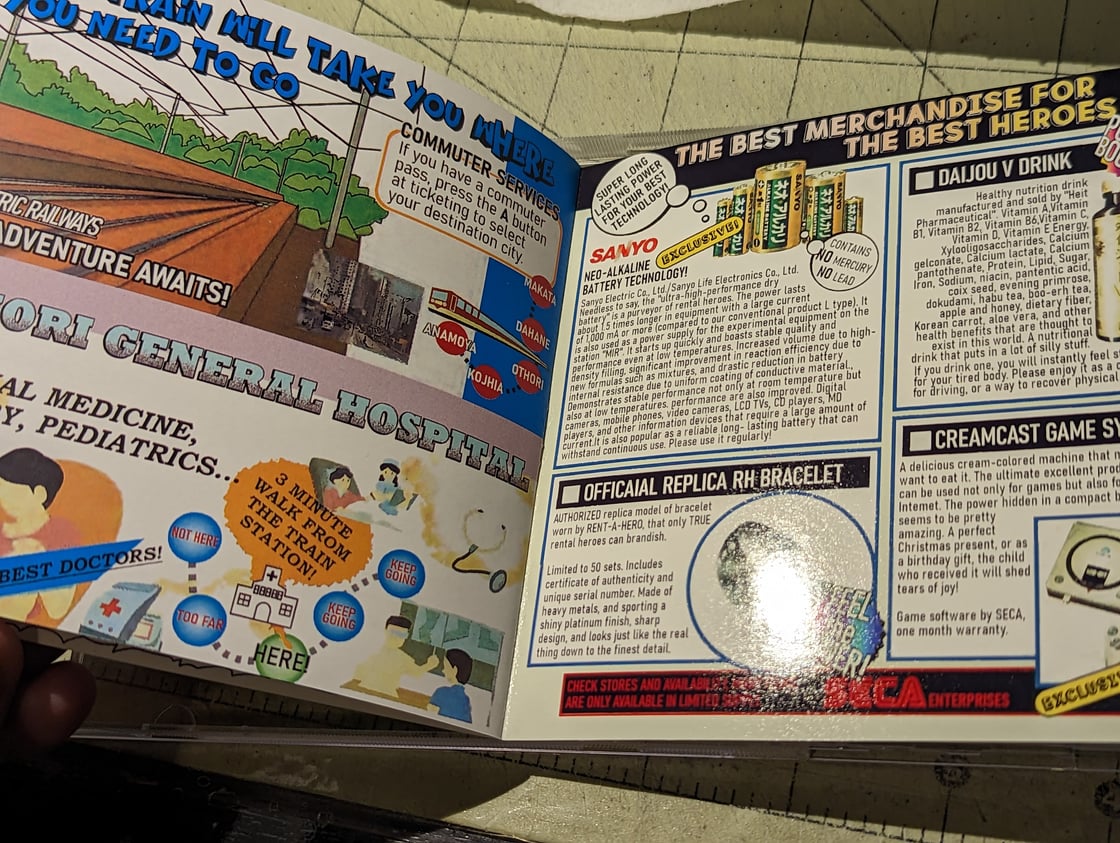 TRAIN WILL TAKE YOU WHERE
YOU NEED TO GO
COMMUTER SERVICES
If you have a commuter
pass, press the A button
at ticketing to select
your destination city.
RIC RAILWAYS
ADVENTURE AWAITS!
MAKATA
DAHANE
ANAMOYA
OTHORI
KOJHIA
TORI GENERAL HOSPITAL
AL MEDICINE,
Y, PEDIATRICS...
3 MINUTE
WALK FROM
THE TRAIN
STATION!
NOT HERE
BEST DOCTORS!
TOO FAR
KEEP
GOING
KEEP
GOING
HERE!
THE BEST MERCHANDISE FOR
THE BEST HEROES
SUPER LONG
LASTING POWER
FOR YOUR BEST
TECHNOLOGY!
SANYO
EXCLUSIVE!
CONTAINS
NO MERCURY
NO LEAD
NEO-ALKALINE
BATTERY TECHNOLOGY!
Sanyo Electric Co., Ltd./Sanyo Life Electronics Co., Ltd.
Needless to say, the "ultra-high-performance dry
battery" is a purveyor of rental heroes. The power lasts
about 1.5 times longer in equipment with a large current
of 1,000 mA or more (compared to our conventional product L type). It
is also used as a power supply for the experimental equipment on the
station "MIR". It starts up quickly and boasts stable quality and
performance even at low temperatures. Increased volume due to high-
density filling, significant improvement in reaction efficiency due to
new formulas such as mixtures, and drastic reduction in battery
internal resistance due to uniform coating of conductive material.,
Demonstrates stable performance not only at room temperature but
also at low temperatures. performance are also improved. Digital
cameras, mobile phones, video cameras, LCD TVs, CD players, MD
players, and other information devices that require a large amount of
current.It is also popular as a reliable long- lasting battery that can
withstand continuous use. Please use it regularly!
OFFICAIAL REPLICA RH BRACELET
AUTHORIZED replica model of bracelet
worn by RENT-A-HERO, that only TRUE
rental heroes can brandish.
Limited to 50 sets. Includes
certificate of authenticity and
unique serial number. Made of
heavy metals, and sporting a
shiny platinum finish, sharp
design, and looks just like the real
thing down to the finest detail.
FEEL
the
DAIJOU V DRINK
Healthy nutrition drink
manufactured and sold by "Het
Pharmaceutical". Vitamin A, Vitamin
B1, Vitamin B2, Vitamin B6,Vitamin C,
Vitamin D, Vitamin E Energy,
Xylooligosaccharides, Calcium
gelconate, Calcium lactate, Calcium
pantothenate, Protein, Lipid, Sugar,
Iron, Sodium, niacin, pantentic acid,
coix seed, evening primrose,
dokudami, habu tea, boo-erh tea,
apple and honey, dietary fiber,
Korean carrot, aloe vera, and other
health benefits that are thought to
exist in this world. A nutritional
drink that puts in a lot of silly stuff.
If you drink one, you will instantly feel
for your tired body. Please enjoy it as a
for driving, or a way to recover physical
CREAMCAST GAME SY
A delicious cream-colored machine that
want to eat it. The ultimate excellent pro
can be used not only for games but also fo
Internet. The power hidden in a compact
seems to be pretty
amazing. A perfect
Christmas present, or as
a birthday gift, the child
who received it will shed
tears of joy!
Game software by SECA,
one month warranty.
EXCLUSIV
CHECK STORES AND AVAILABI
ARE ONLY AVAILABLE IN LIMITED
SECA ENTERPRISES